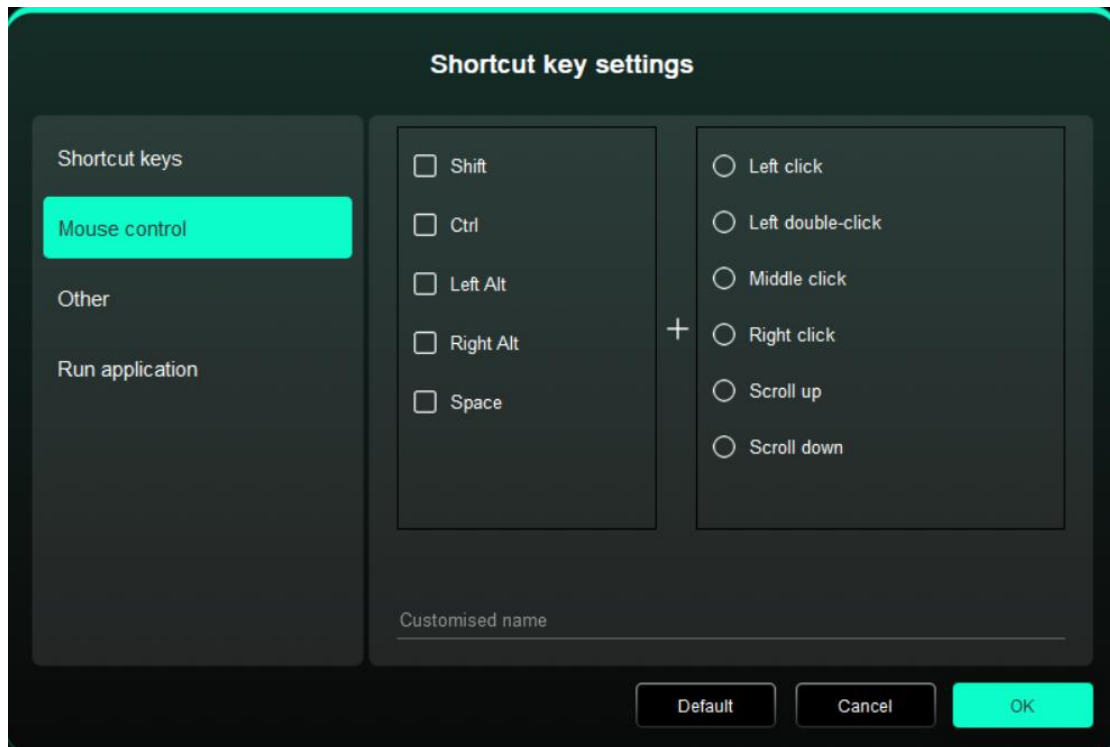 Shortcut key settings
Shortcut keys
Mouse control
Other
Run application
Shift
Ctrl
Left Alt
Right Alt
Space
+
Left click
Left double-click
Middle click
Right click
Scroll up
Scroll down
Customised name
Default
Cancel
OK